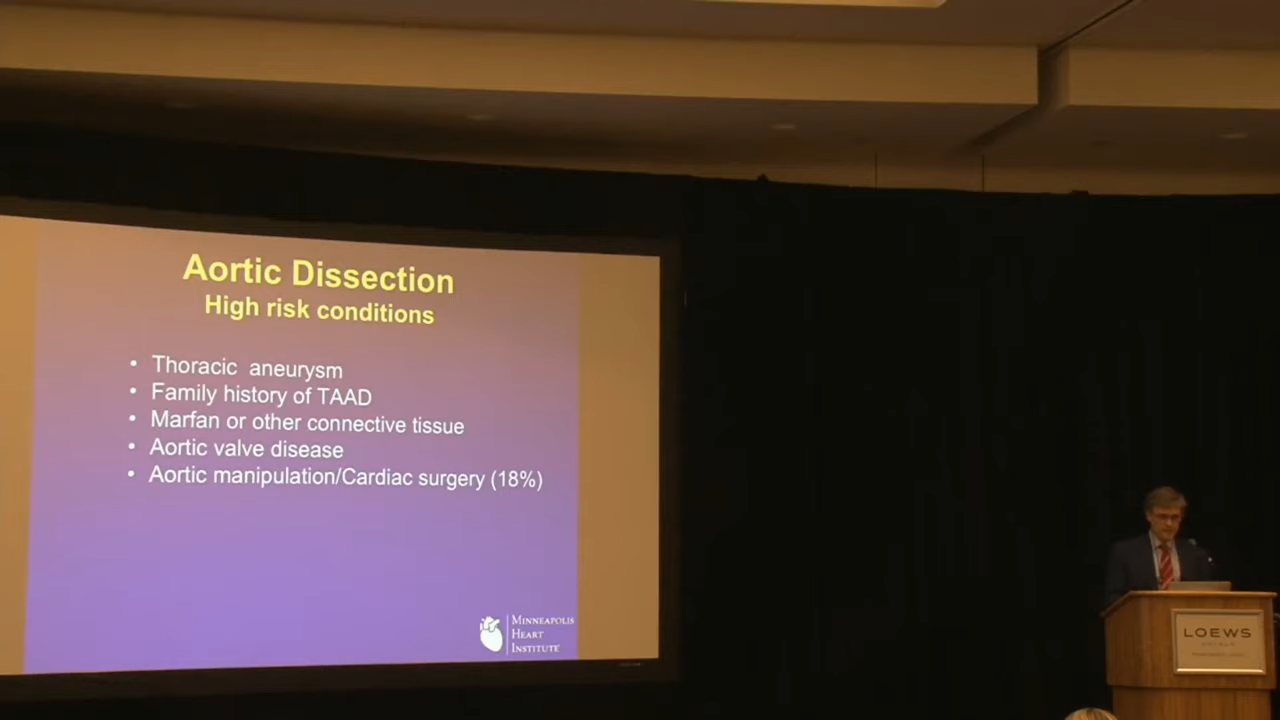 Aortic Dissection
High risk conditions
• Thoracic aneurysm
• Family history of TAAD
• Marfan or other connective tissue
• Aortic valve disease
• Aortic manipulation/Cardiac surgery (18%)
MINNEAPOLIS
HEART
INSTITUTE
LOEWS